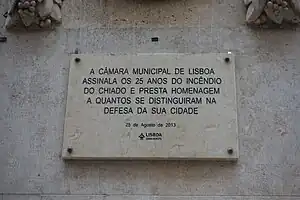 A CÂMARA MUNICIPAL DE LISBOA
ASSINALA OS 25 ANOS DO INCÊNDIO
DO CHIADO E PRESTA HOMENAGEM
A QUANTOS SE DISTINGUIRAM NA
DEFESA DA SUA CIDADE
25 de Agosto de 2013
LISBOA